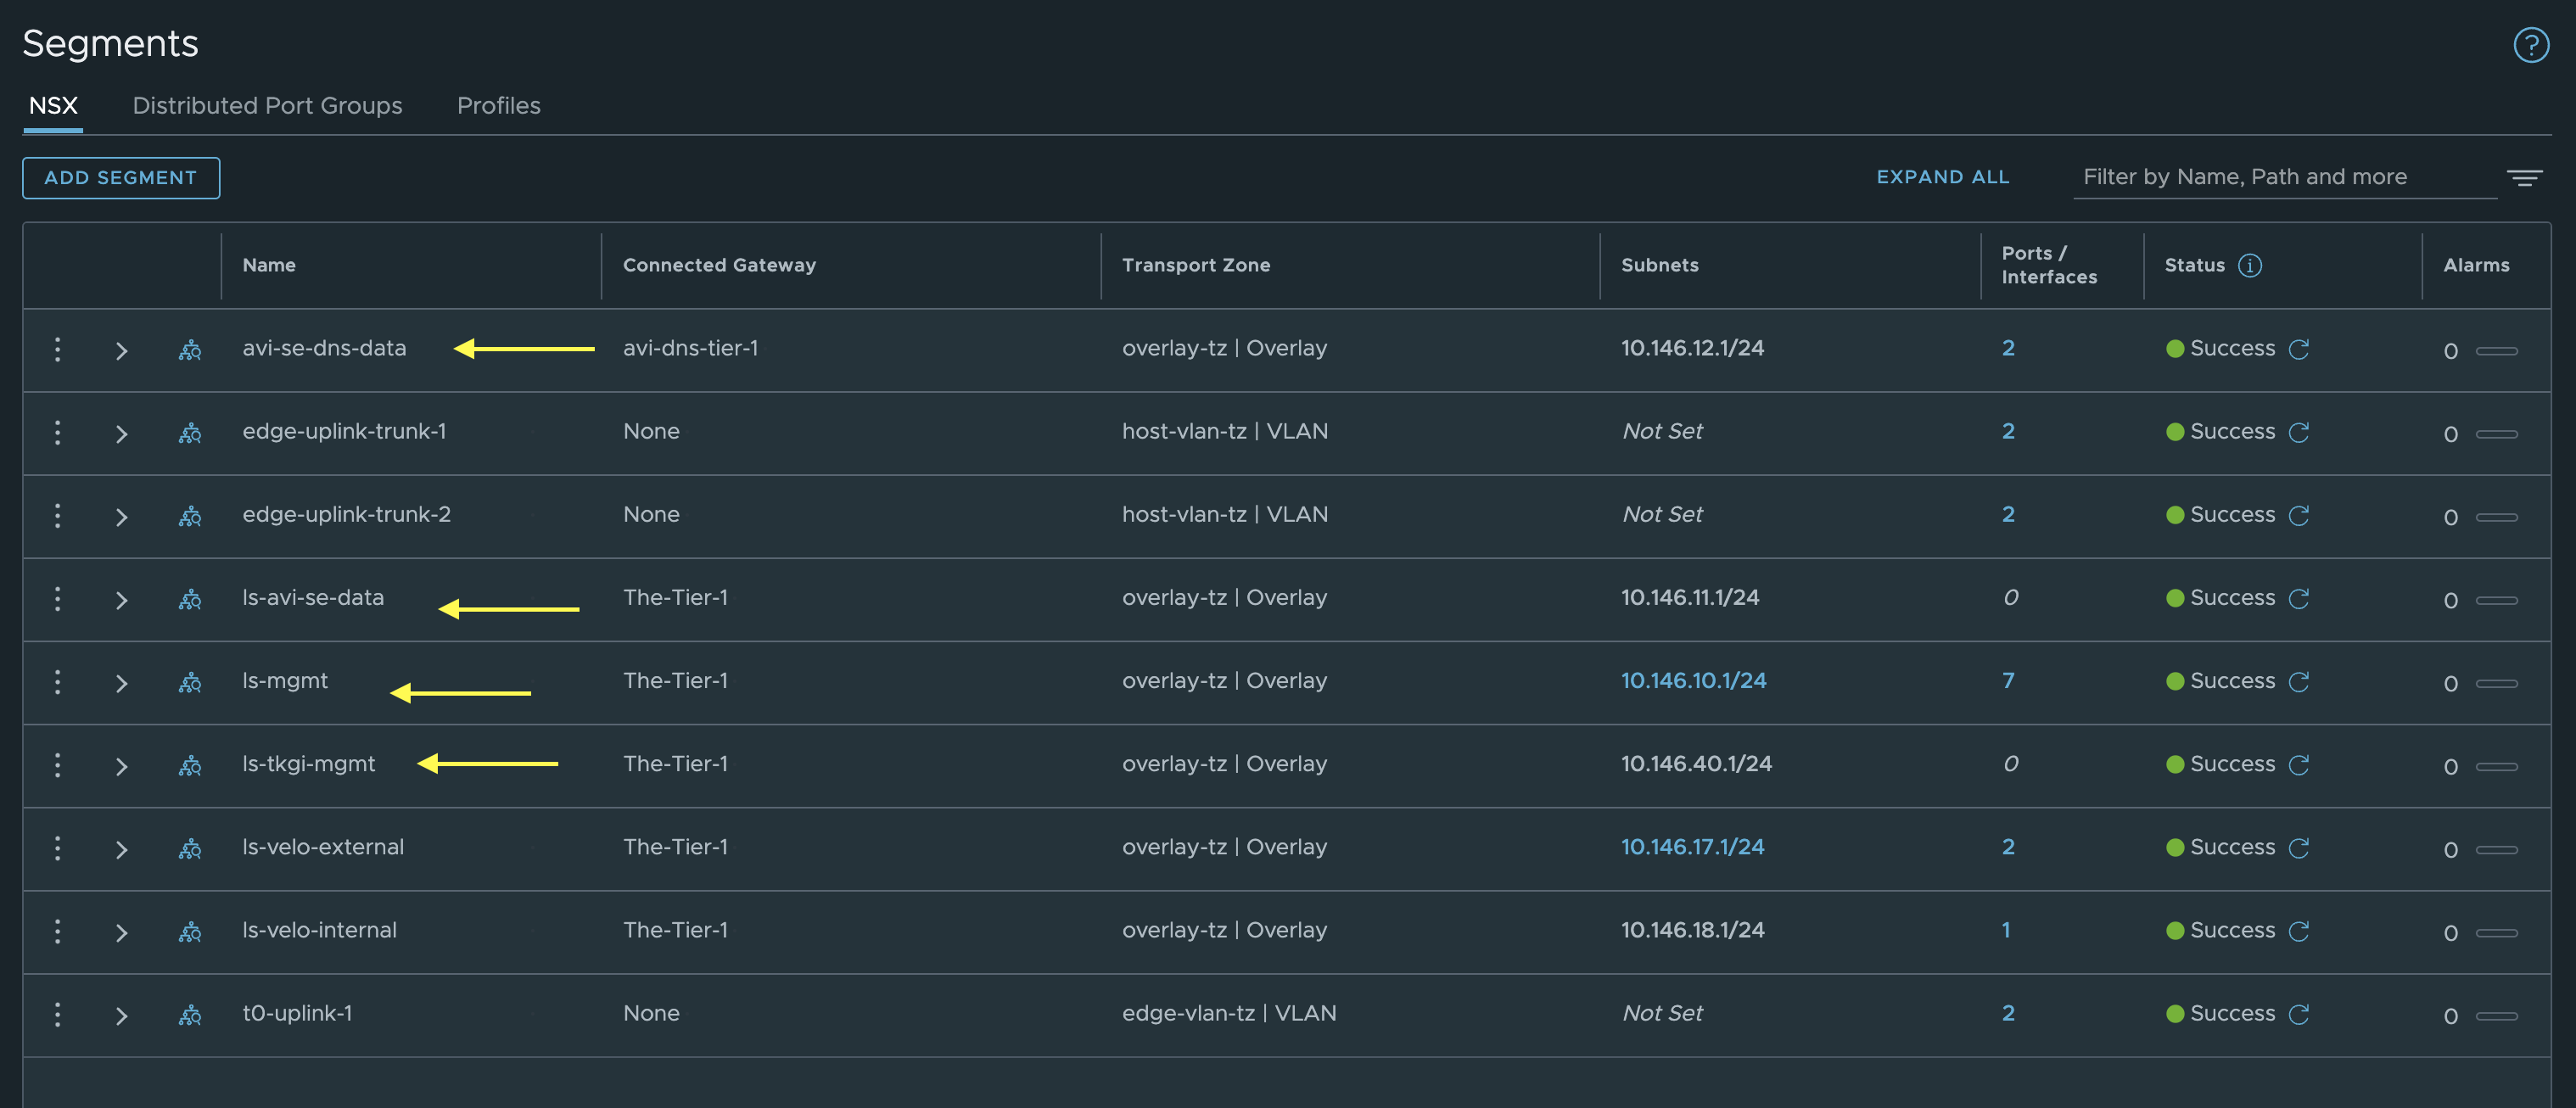 Segments
NSX Distributed Port Groups Profiles
ADD SEGMENT EXPAND ALL Filter by Name, Path and more
Name Connected Gateway Transport Zone Subnets Ports / Interfaces Status Alarms
avi-se-dns-data avi-dns-tier-1 overlay-tz | Overlay 10.146.12.1/24 2 Success 0
edge-uplink-trunk-1 None host-vlan-tz | VLAN Not Set 2 Success 0
edge-uplink-trunk-2 None host-vlan-tz | VLAN Not Set 2 Success 0
ls-avi-se-data The-Tier-1 overlay-tz | Overlay 10.146.11.1/24 0 Success 0
ls-mgmt The-Tier-1 overlay-tz | Overlay 10.146.10.1/24 7 Success 0
ls-tkgi-mgmt The-Tier-1 overlay-tz | Overlay 10.146.40.1/24 0 Success 0
ls-velo-external The-Tier-1 overlay-tz | Overlay 10.146.17.1/24 2 Success 0
ls-velo-internal The-Tier-1 overlay-tz | Overlay 10.146.18.1/24 1 Success 0
t0-uplink-1 None edge-vlan-tz | VLAN Not Set 2 Success 0